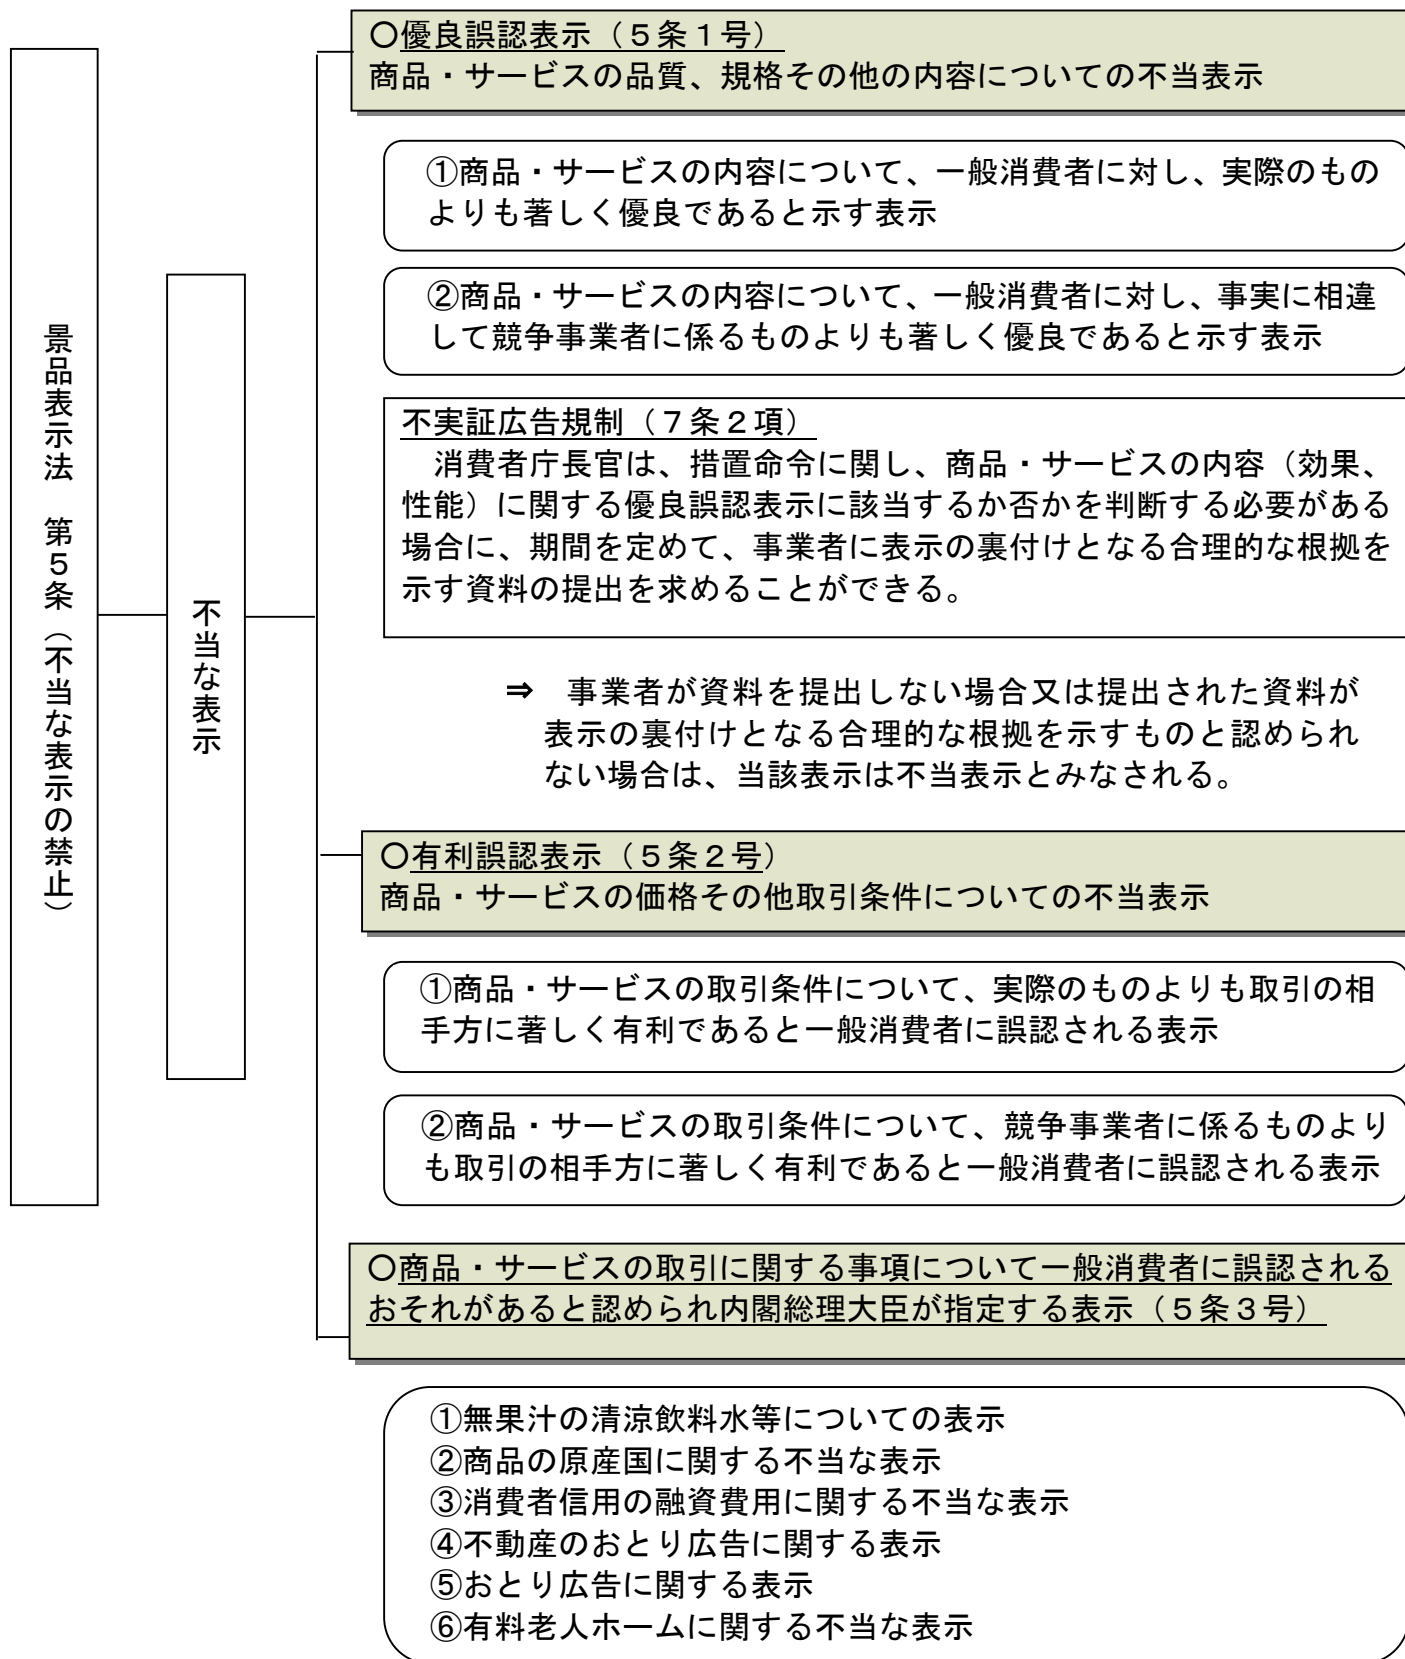 景品表示法　第５条（不当な表示の禁止）
不当な表示
○優良誤認表示（５条１号）
商品・サービスの品質、規格その他の内容についての不当表示
①商品・サービスの内容について、一般消費者に対し、実際のもの
よりも著しく優良であると示す表示
②商品・サービスの内容について、一般消費者に対し、事実に相違
して競争事業者に係るものよりも著しく優良であると示す表示
不実証広告規制（７条２項）
消費者庁長官は、措置命令に関し、商品・サービスの内容（効果、
性能）に関する優良誤認表示に該当するか否かを判断する必要がある
場合に、期間を定めて、事業者に表示の裏付けとなる合理的な根拠を
示す資料の提出を求めることができる。
⇒　事業者が資料を提出しない場合又は提出された資料が
表示の裏付けとなる合理的な根拠を示すものと認められ
ない場合は、当該表示は不当表示とみなされる。
○有利誤認表示（５条２号）
商品・サービスの価格その他取引条件についての不当表示
①商品・サービスの取引条件について、実際のものよりも取引の相
手方に著しく有利であると一般消費者に誤認される表示
②商品・サービスの取引条件について、競争事業者に係るものより
も取引の相手方に著しく有利であると一般消費者に誤認される表示
○商品・サービスの取引に関する事項について一般消費者に誤認される
おそれがあると認められ内閣総理大臣が指定する表示（５条３号）
①無果汁の清涼飲料水等についての表示
②商品の原産国に関する不当な表示
③消費者信用の融資費用に関する不当な表示
④不動産のおとり広告に関する表示
⑤おとり広告に関する表示
⑥有料老人ホームに関する不当な表示